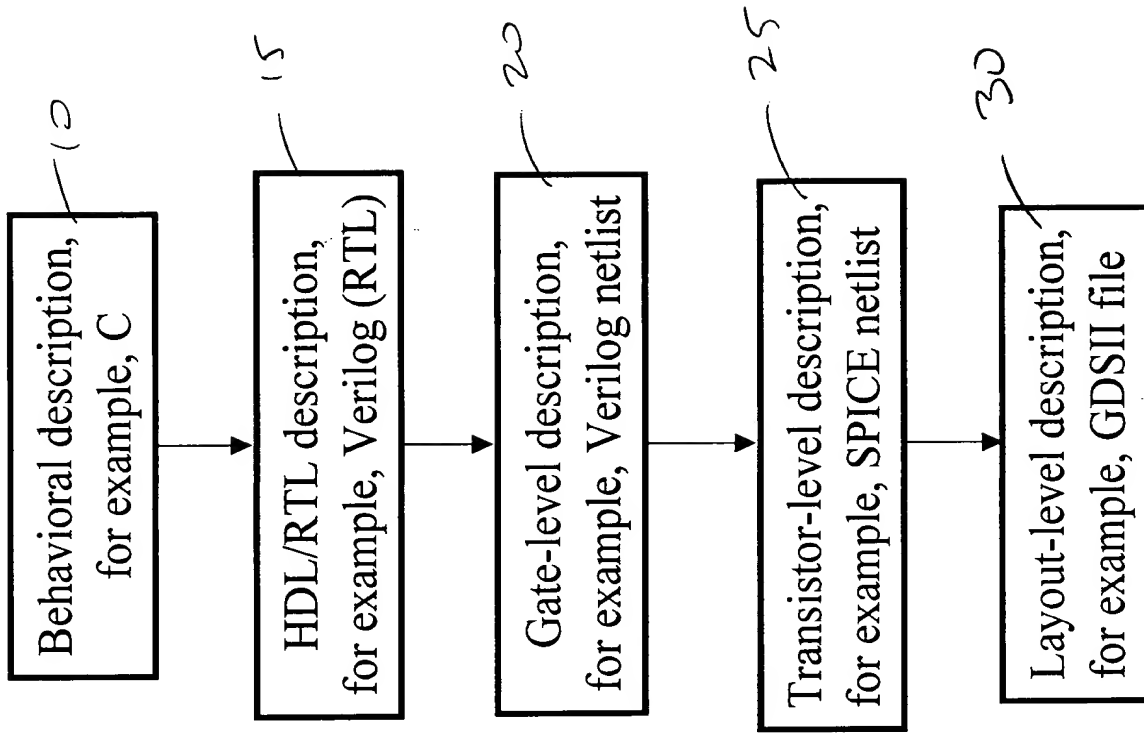 Behavioral description,
for example, C
10
HDL/RTL description,
for example, Verilog (RTL)
15
Gate-level description,
for example, Verilog netlist
20
Transistor-level description,
for example, SPICE netlist
25
Layout-level description,
for example, GDSII file
30